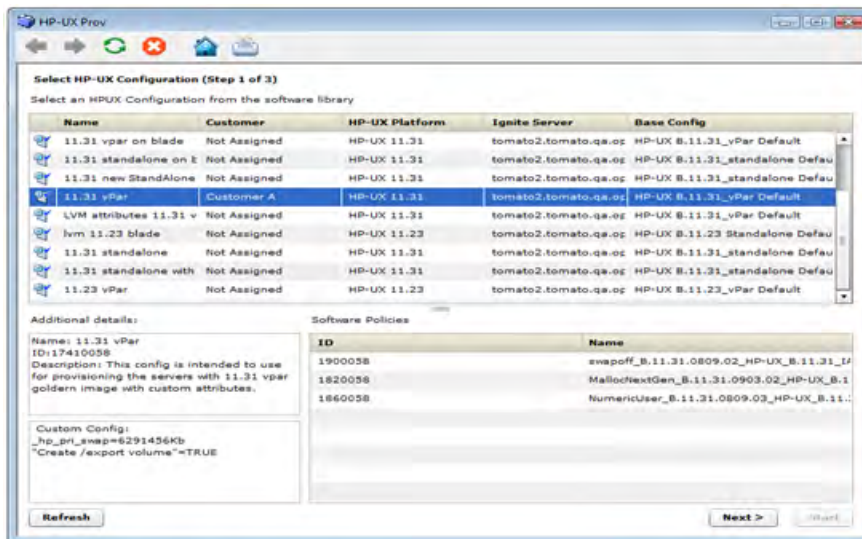 HP-UX Prov
Select HP-UX Configuration (Step 1 of 3)
Select an HPUX Configuration from the software library
Name Customer HP-UX Platform Ignite Server Base Config
11.31 vpar on blade Not Assigned HP-UX 11.31 tomato2.tomato.qa.op HP-UX B.11.31_vPar Default
11.31 standalone on b Not Assigned HP-UX 11.31 tomato2.tomato.qa.op HP-UX B.11.31_standalone Defau
11.31 new StandAlone Not Assigned HP-UX 11.31 tomato2.tomato.qa.op HP-UX B.11.31_standalone Defau
11.31 vPar Customer A HP-UX 11.31 tomato2.tomato.qa.op HP-UX B.11.31_vPar Default
LVM attributes 11.31 v Not Assigned HP-UX 11.31 tomato2.tomato.qa.op HP-UX B.11.31_vPar Default
lvm 11.23 blade Not Assigned HP-UX 11.23 tomato2.tomato.qa.op HP-UX B.11.23 Standalone Defau
11.31 standalone Not Assigned HP-UX 11.31 tomato2.tomato.qa.op HP-UX B.11.31_standalone Defau
11.31 standalone with Not Assigned HP-UX 11.31 tomato2.tomato.qa.op HP-UX B.11.31_standalone Defau
11.23 vPar Not Assigned HP-UX 11.23 tomato2.tomato.qa.op HP-UX B.11.23_vPar Default
Additional details:
Name: 11.31 vPar
ID:17410058
Description: This config is intended to use
for provisioning the servers with 11.31 vpar
goldern image with custom attributes.
Custom Config:
_hp_pri_swap=6291456Kb
"Create /export volume"=TRUE
Software Policies
ID Name
1900058 swapoff_B.11.31.0809.02_HP-UX_B.11.31_IA
1820058 MallocNextGen_B.11.31.0903.02_HP-UX_B.1
1860058 NumericUser_B.11.31.0809.03_HP-UX_B.11.
Refresh
Next >
Start